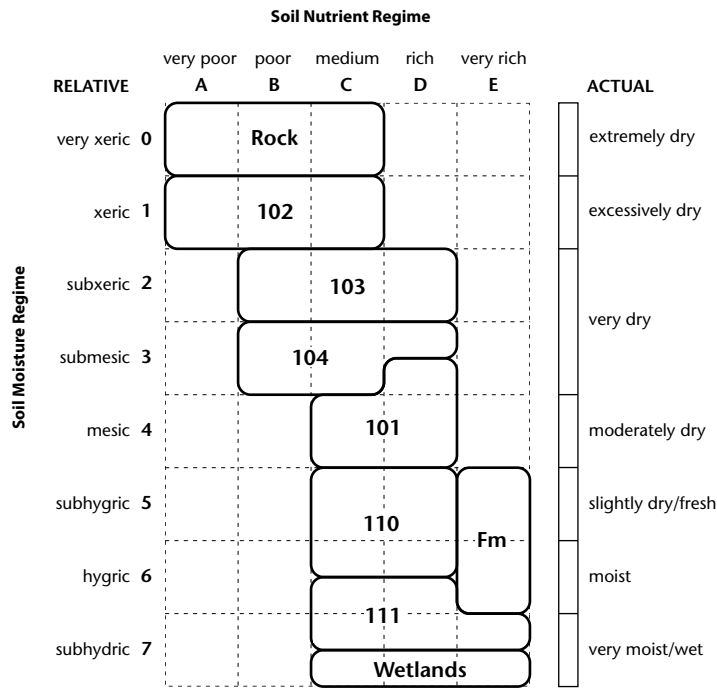 Soil Nutrient Regime
very poor poor medium rich very rich
RELATIVE A B C D E ACTUAL
very xeric 0 Rock extremely dry
xeric 1 102 excessively dry
subxeric 2 103
very dry
submesic 3 104
mesic 4 101 moderately dry
subhygric 5 110 slightly dry/fresh
Fm
hygric 6 moist
111
subhydric 7 very moist/wet
Wetlands
Soil Moisture Regime